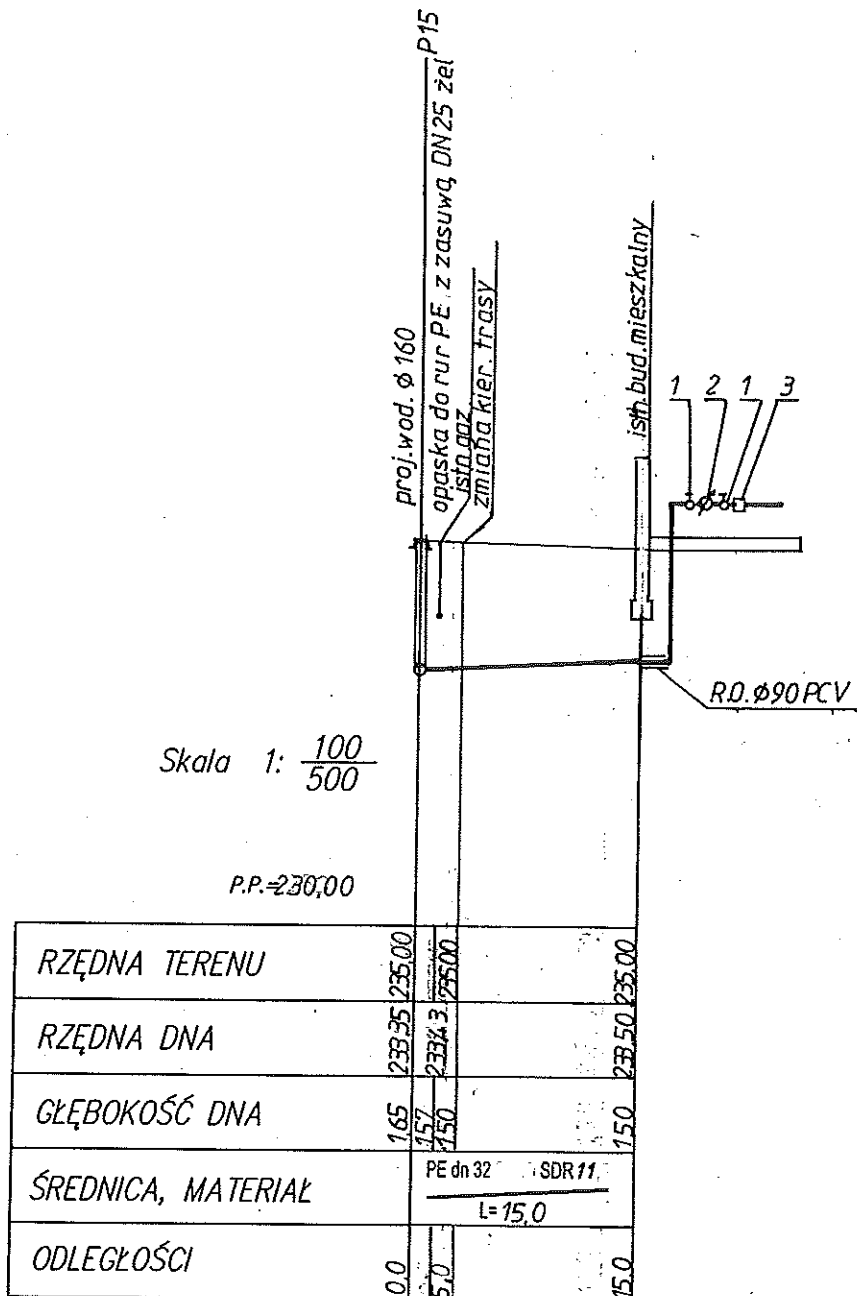 P15
proj.wod. ϕ160
opaska do rur PE z zasuwą DN25 żel
istn.gaz
zmiana kier. trasy
istn.bud.mieszkalny
1 2 1 3
R.O. ϕ90 PCV
Skala 1: 100
500
P.P.=230,00
RZĘDNA TERENU 235,00 235,00 235,00
RZĘDNA DNA 233,35 233,50
GŁĘBOKOŚĆ DNA 1,65 1,57 1,50 1,50
ŚREDNICA, MATERIAŁ PE dn 32 SDR 11
L=15,0
ODLEGŁOŚCI 0,0 15,0